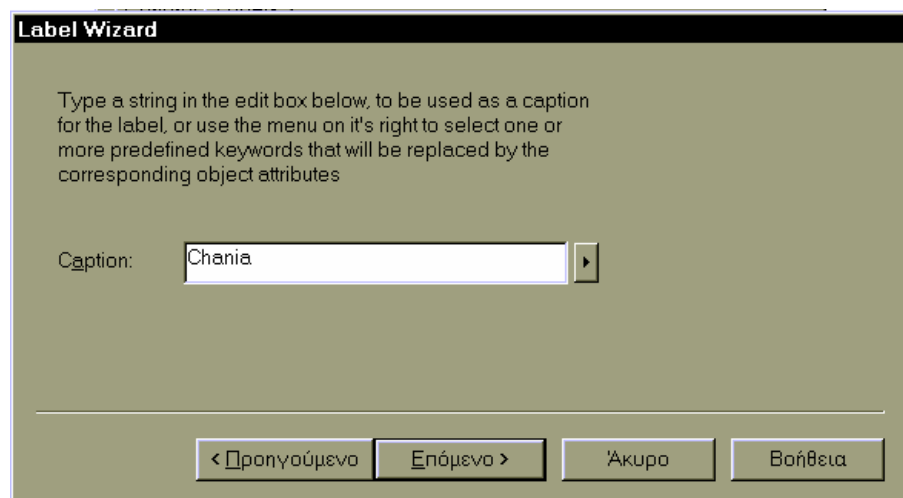 Label Wizard
Type a string in the edit box below, to be used as a caption
for the label, or use the menu on it's right to select one or
more predefined keywords that will be replaced by the
corresponding object attributes
Caption: Chania
< Προηγούμενο Επόμενο > Άκυρο Βοήθεια